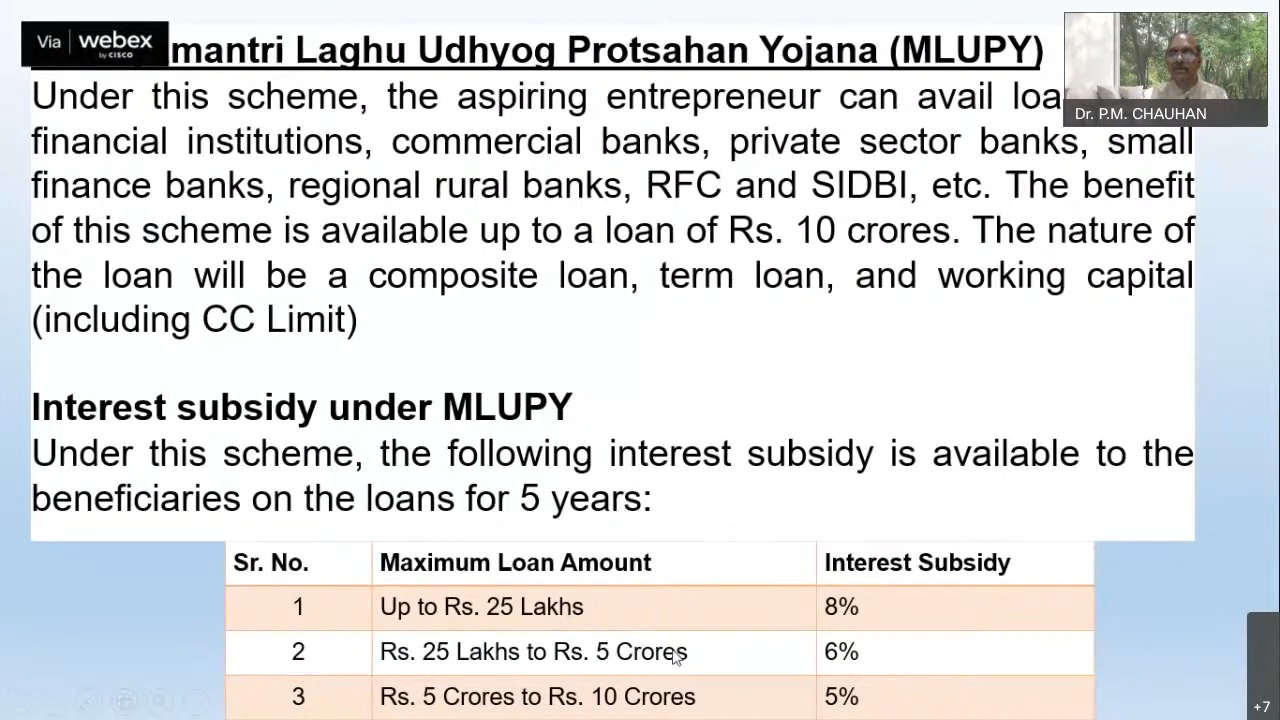 Via webex
by CISCO
mantri Laghu Udhyog Protsahan Yojana (MLUPY)
Dr. P.M. CHAUHAN
Under this scheme, the aspiring entrepreneur can avail
financial institutions, commercial banks, private sector banks, small
finance banks, regional rural banks, RFC and SIDBI, etc. The benefit
of this scheme is available up to a loan of Rs. 10 crores. The nature of
the loan will be a composite loan, term loan, and working capital
(including CC Limit)
Interest subsidy under MLUPY
Under this scheme, the following interest subsidy is available to the
beneficiaries on the loans for 5 years:
Sr. No. Maximum Loan Amount Interest Subsidy
1 Up to Rs. 25 Lakhs 8%
2 Rs. 25 Lakhs to Rs. 5 Crores 6%
3 Rs. 5 Crores to Rs. 10 Crores 5%
+7